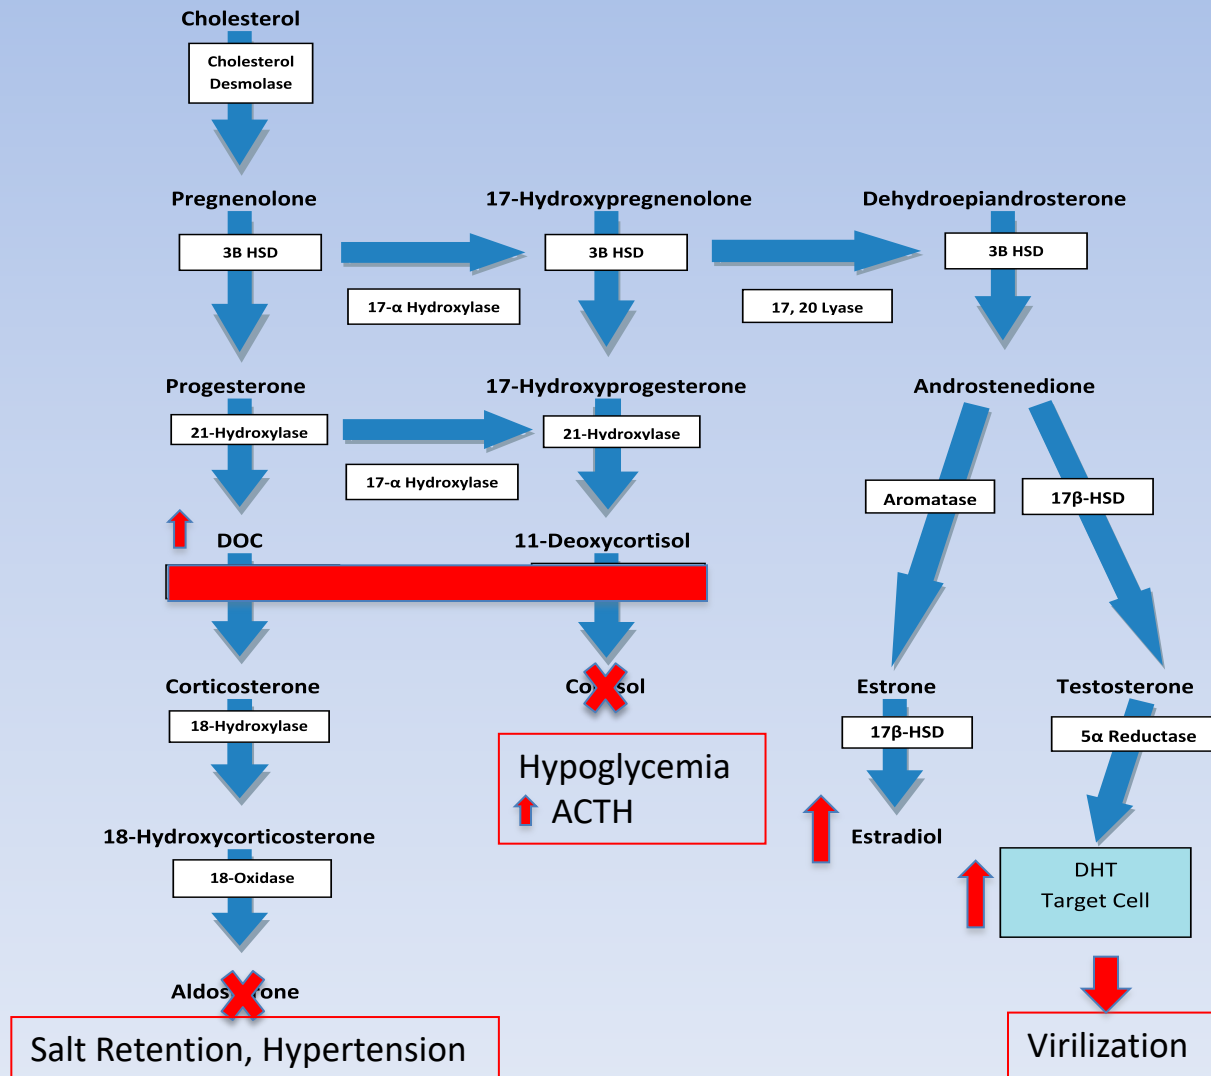 Cholesterol
Cholesterol
Desmolase
Pregnenolone
17-Hydroxypregnenolone
Dehydroepiandrosterone
3B HSD
3B HSD
3B HSD
17-α Hydroxylase
17, 20 Lyase
Progesterone
17-Hydroxyprogesterone
Androstenedione
21-Hydroxylase
21-Hydroxylase
17-α Hydroxylase
Aromatase
17β-HSD
DOC
11-Deoxycortisol
Corticosterone
Estrone
Testosterone
18-Hydroxylase
17β-HSD
5α Reductase
Hypoglycemia
ACTH
18-Hydroxycorticosterone
Estradiol
18-Oxidase
DHT
Target Cell
Salt Retention, Hypertension
Virilization